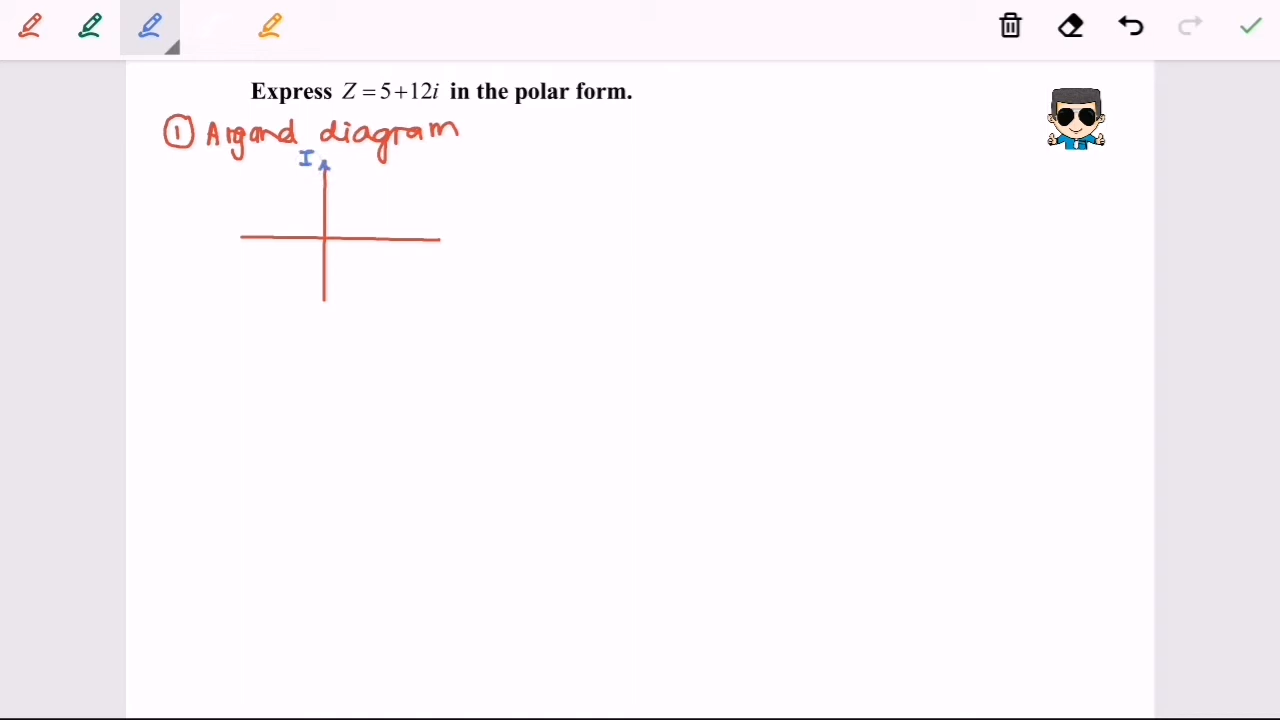 Express Z = 5+12i in the polar form.
① Argand diagram
I